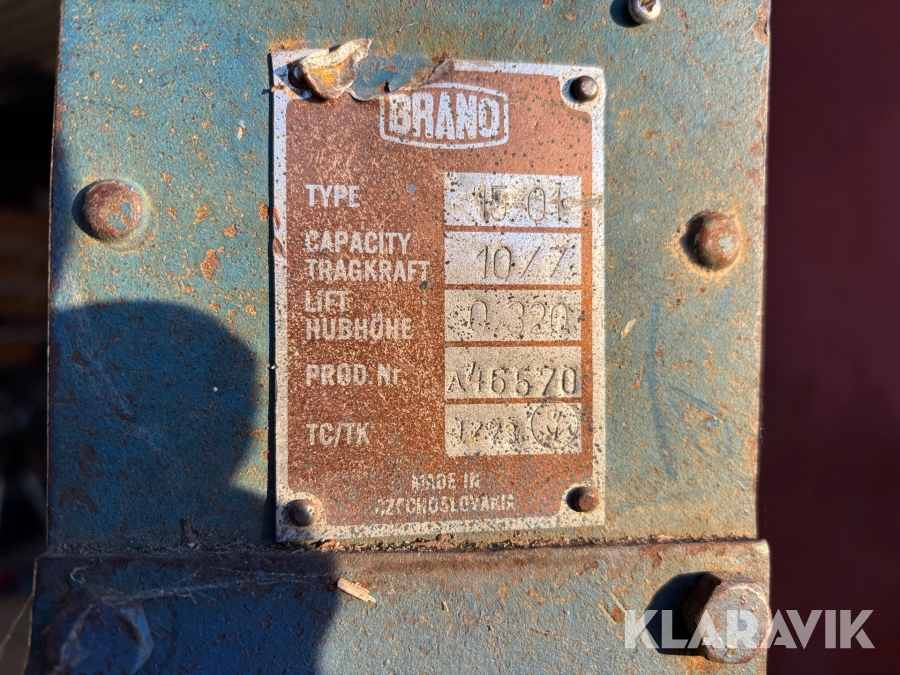 BRANO
TYPE 15-01
CAPACITY
TRAGKRAFT 10/7
LIFT
HUBHÖHE 0,320
PROD. Nr. A46670
TC/TK
MADE IN
CZECHOSLOVAKIA
KLARAVIK